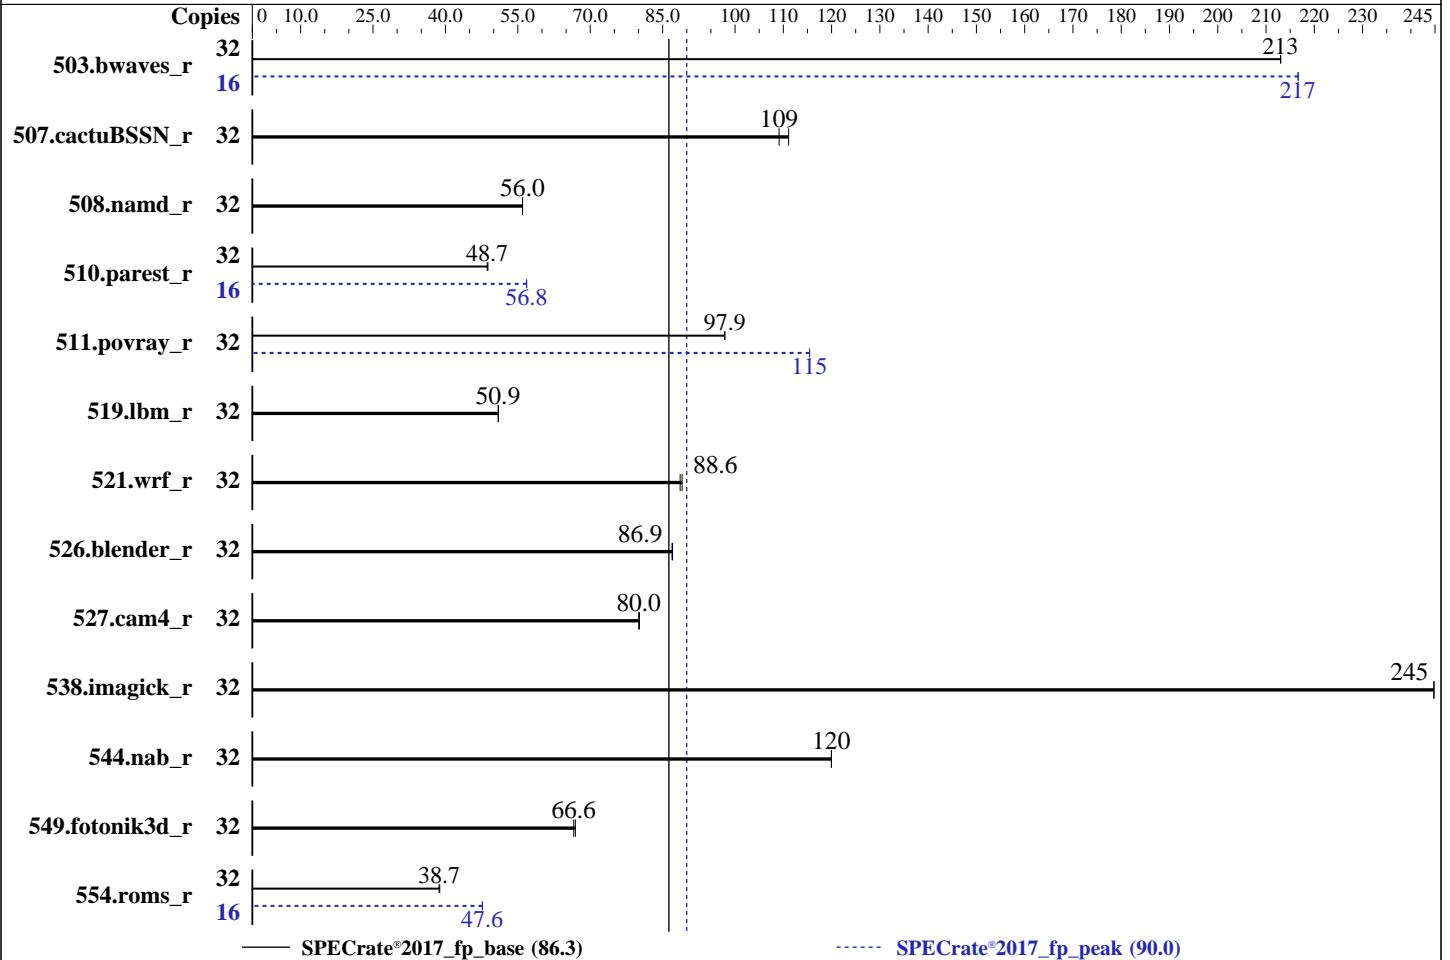 Copies 0 10.0 25.0 40.0 55.0 70.0 85.0 100 110 120 130 140 150 160 170 180 190 200 210 220 230 245
503.bwaves_r 32 213
16 217
507.cactuBSSN_r 32 109
508.namd_r 32 56.0
510.parest_r 32 48.7
16 56.8
511.povray_r 32 97.9
115
519.lbm_r 32 50.9
521.wrf_r 32 88.6
526.blender_r 32 86.9
527.cam4_r 32 80.0
538.imagick_r 32 245
544.nab_r 32 120
549.fotonik3d_r 32 66.6
554.roms_r 32 38.7
16 47.6
SPECrate®2017_fp_base (86.3) SPECrate®2017_fp_peak (90.0)